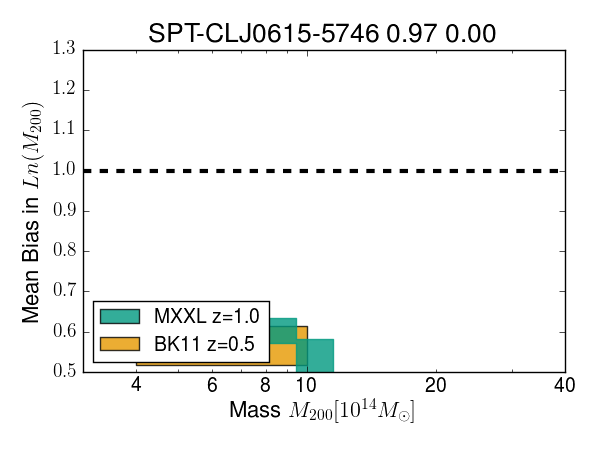 SPT-CLJ0615-5746 0.97 0.00
Mean Bias in Ln(M200)
1.3
1.2
1.1
1.0
0.9
0.8
0.7
0.6
0.5
MXXL z=1.0
BK11 z=0.5
4 6 8 10 20 40
Mass M200[10^14 M⊙]